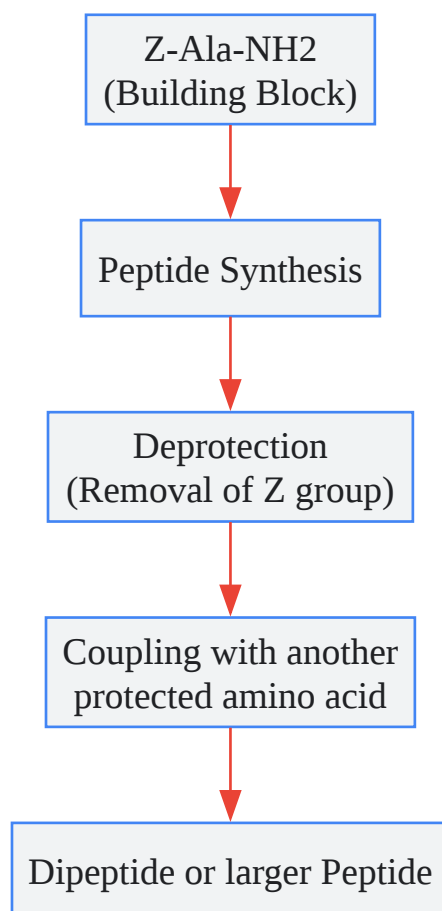 Z-Ala-NH2
(Building Block)
Peptide Synthesis
Deprotection
(Removal of Z group)
Coupling with another
protected amino acid
Dipeptide or larger Peptide